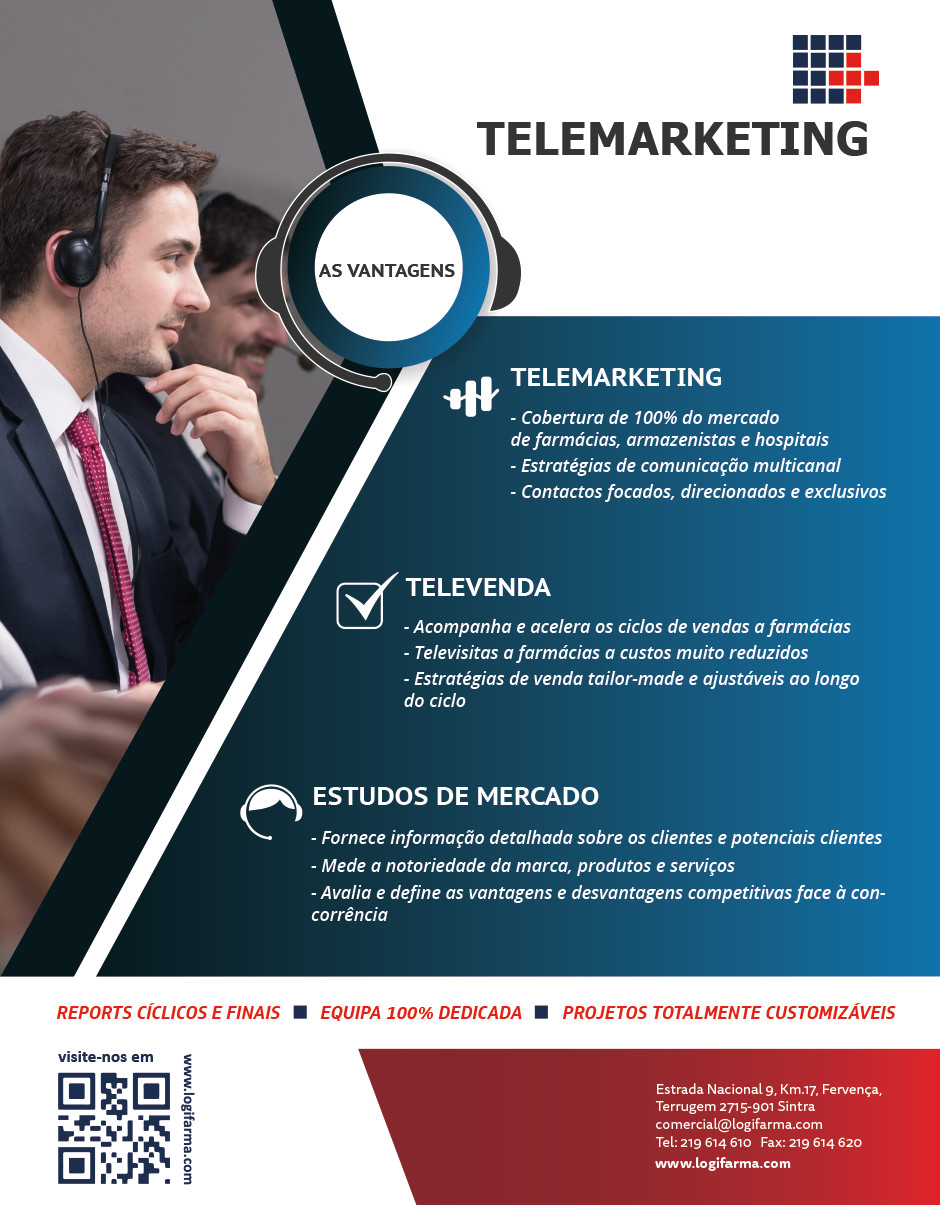 TELEMARKETING
AS VANTAGENS
TELEMARKETING
- Cobertura de 100% do mercado
de farmácias, armazenistas e hospitais
- Estratégias de comunicação multicanal
- Contactos focados, direcionados e exclusivos
TELEVENDA
- Acompanha e acelera os ciclos de vendas a farmácias
- Televisitas a farmácias a custos muito reduzidos
- Estratégias de venda tailor-made e ajustáveis ao longo
do ciclo
ESTUDOS DE MERCADO
- Fornece informação detalhada sobre os clientes e potenciais clientes
- Mede a notoriedade da marca, produtos e serviços
- Avalia e define as vantagens e desvantagens competitivas face à con-
corrência
REPORTS CÍCLICOS E FINAIS ■ EQUIPA 100% DEDICADA ■ PROJETOS TOTALMENTE CUSTOMIZÁVEIS
visite-nos em
www.logifarma.com
Estrada Nacional 9, Km.17, Fervença,
Terrugem 2715-901 Sintra
comercial@logifarma.com
Tel: 219 614 610 Fax: 219 614 620
www.logifarma.com